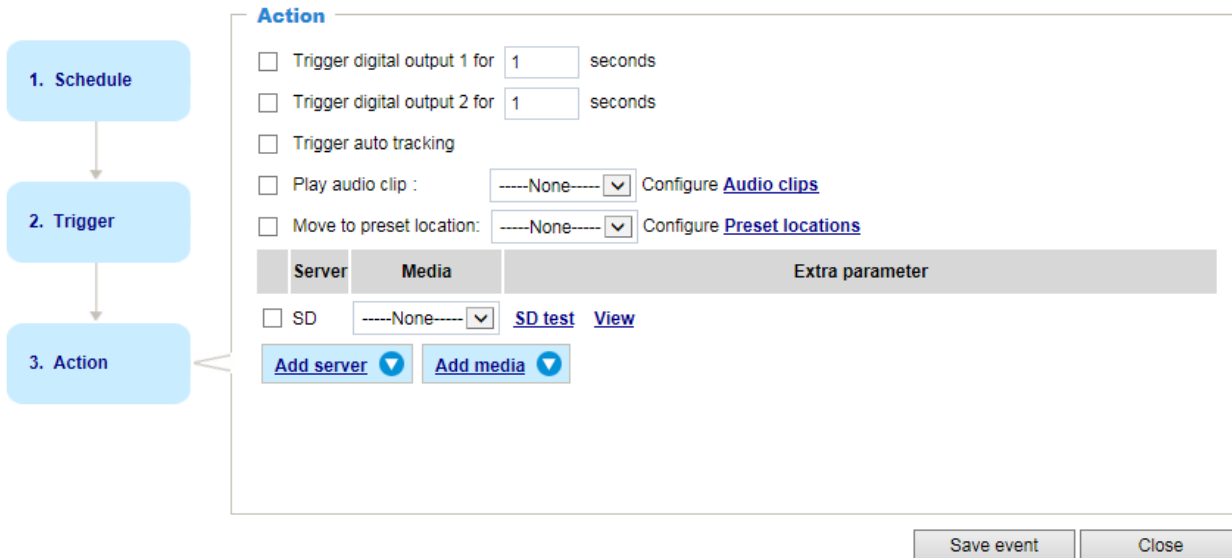 Action
1. Schedule
2. Trigger
3. Action
Trigger digital output 1 for 1 seconds
Trigger digital output 2 for 1 seconds
Trigger auto tracking
Play audio clip : -----None----- Configure Audio clips
Move to preset location: -----None----- Configure Preset locations
Server Media Extra parameter
SD -----None----- SD test View
Add server Add media
Save event Close